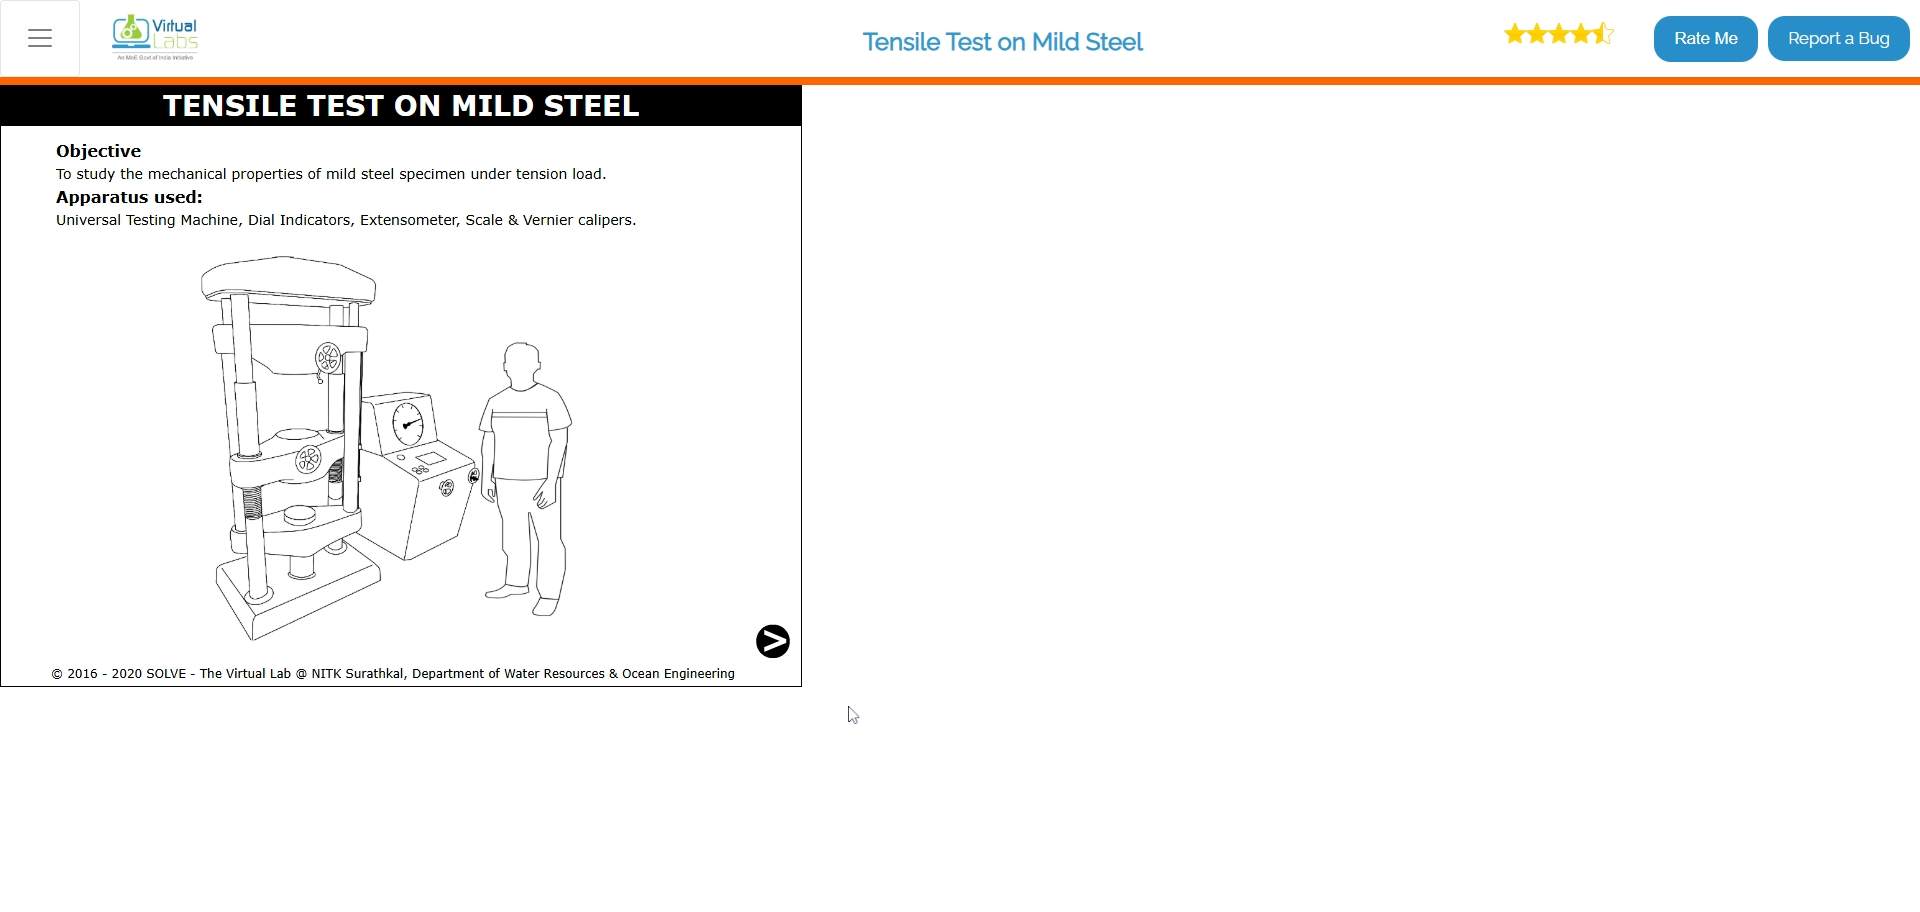 Virtual
Labs
An MoE Govt of India Initiative
Tensile Test on Mild Steel
Rate Me
Report a Bug
TENSILE TEST ON MILD STEEL
Objective
To study the mechanical properties of mild steel specimen under tension load.
Apparatus used:
Universal Testing Machine, Dial Indicators, Extensometer, Scale & Vernier calipers.
>
© 2016 - 2020 SOLVE - The Virtual Lab @ NITK Surathkal, Department of Water Resources & Ocean Engineering